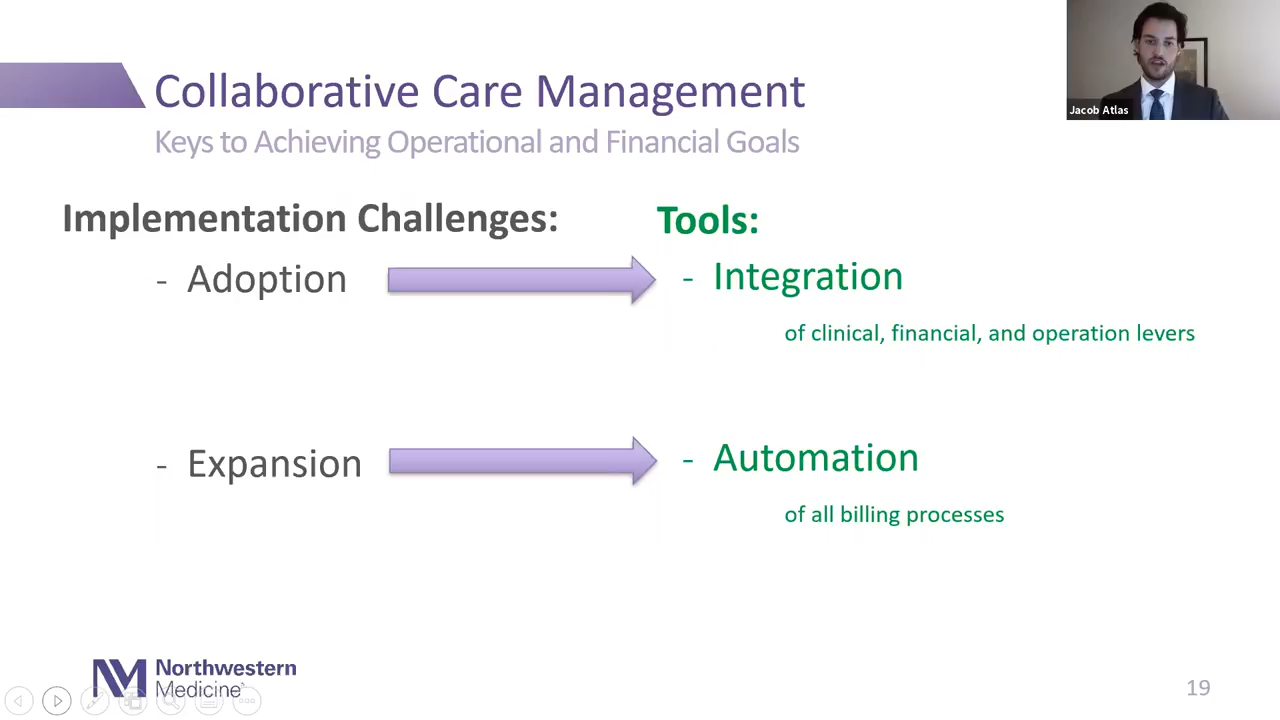 Collaborative Care Management
Keys to Achieving Operational and Financial Goals
Jacob Atlas
Implementation Challenges:
Tools:
- Adoption
- Integration
of clinical, financial, and operation levers
- Expansion
- Automation
of all billing processes
NM Northwestern
Medicine
19